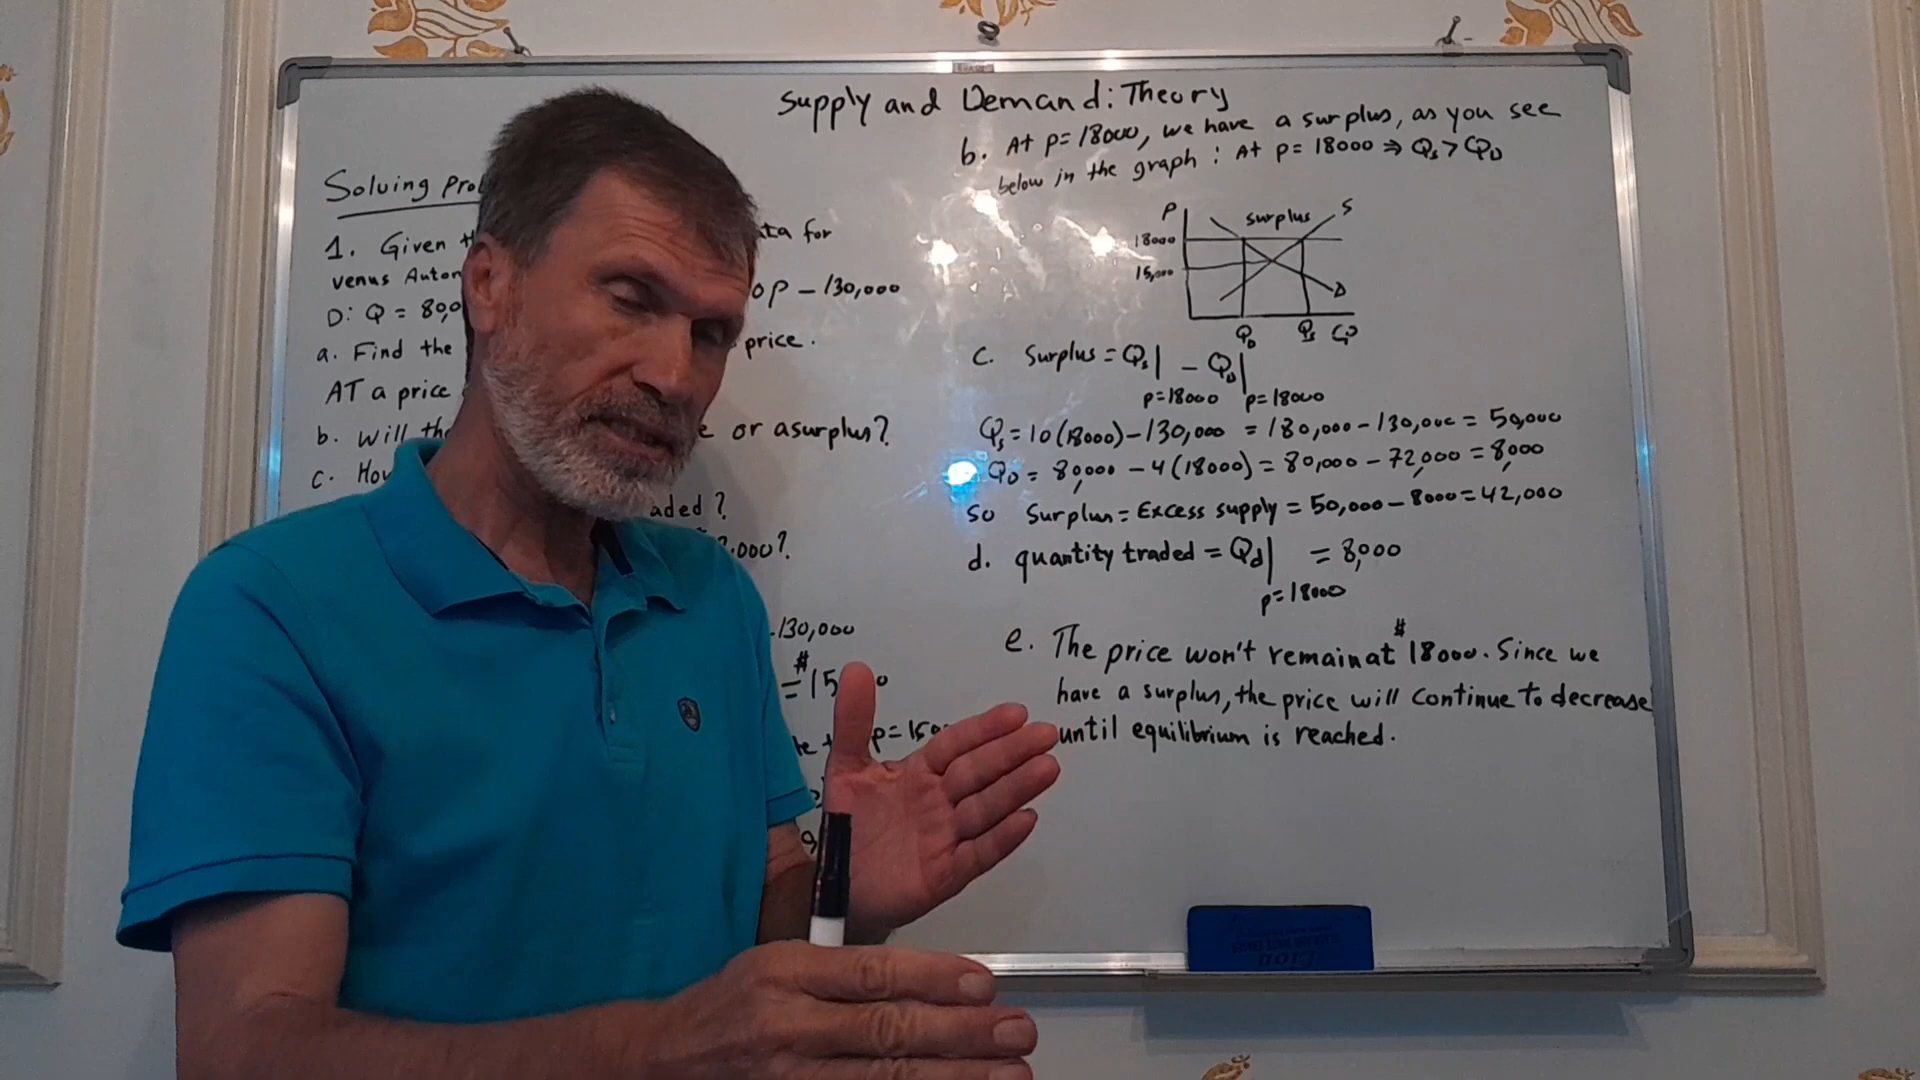 Supply and Demand: Theory
Solving
1. Given
ata for
venus
D: Q = 80,0
0P – 130,000
a. Find the
price.
AT a price
b. Will the
or a surplus?
c. How
aded?
.000?
-130,000
#
= 15
P=150
b. At p=18000, we have a surplus, as you see
below in the graph: At p=18000 ⇒ Qs > QD
P
surplus
S
18000
15,000
D
QD
Qs
Q
C. Surplus = Qs| - QD|
p=18000 p=18000
Qs = 10(18000) – 130,000 = 180,000 – 130,000 = 50,000
QD = 80,000 – 4(18000) = 80,000 – 72,000 = 8,000
So Surplus = Excess supply = 50,000 – 8000 = 42,000
d. quantity traded = Qd| = 8,000
p=18000
#
e. The price won't remain at 18000. Since we
have a surplus, the price will continue to decrease
until equilibrium is reached.